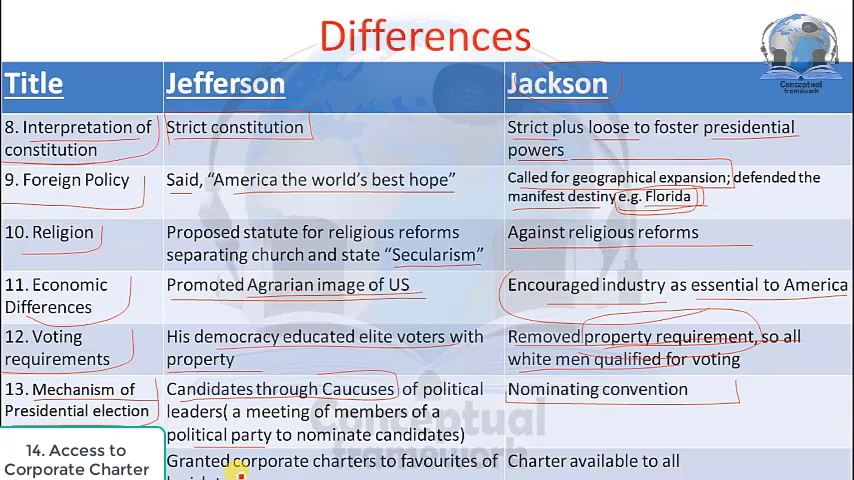 Differences
Conceptual
framework
Title
Jefferson
Jackson
8. Interpretation of
constitution
Strict constitution
Strict plus loose to foster presidential
powers
9. Foreign Policy
Said, “America the world’s best hope”
Called for geographical expansion; defended the
manifest destiny e.g. Florida
10. Religion
Proposed statute for religious reforms
separating church and state “Secularism”
Against religious reforms
11. Economic
Differences
Promoted Agrarian image of US
Encouraged industry as essential to America
12. Voting
requirements
His democracy educated elite voters with
property
Removed property requirement, so all
white men qualified for voting
13. Mechanism of
Presidential election
Candidates through Caucuses of political
leaders( a meeting of members of a
political party to nominate candidates)
Nominating convention
Conceptual
framework
14. Access to
Corporate Charter
Granted corporate charters to favourites of
Charter available to all